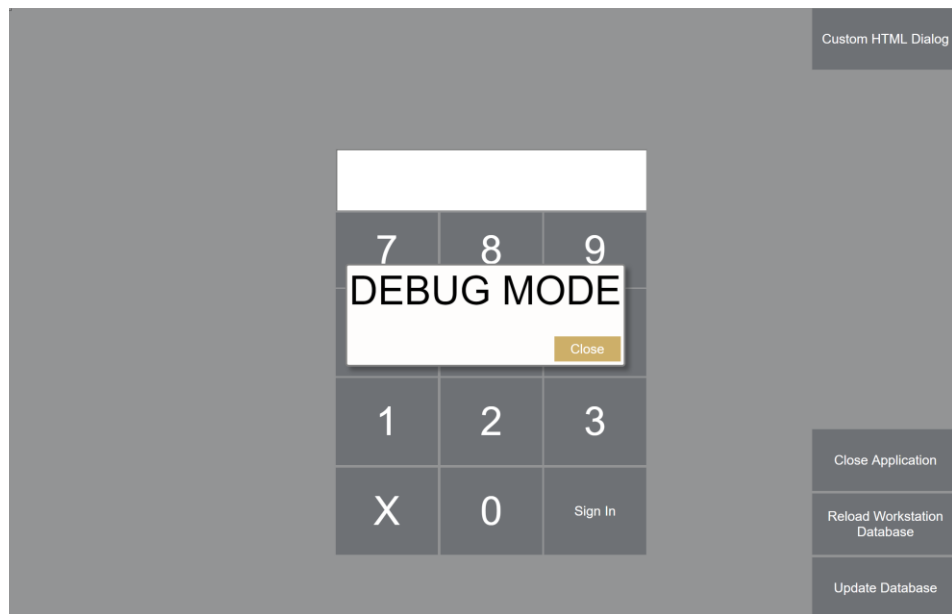 Custom HTML Dialog
7 8 9
DEBUG MODE
Close
1 2 3
X 0 Sign In
Close Application
Reload Workstation
Database
Update Database